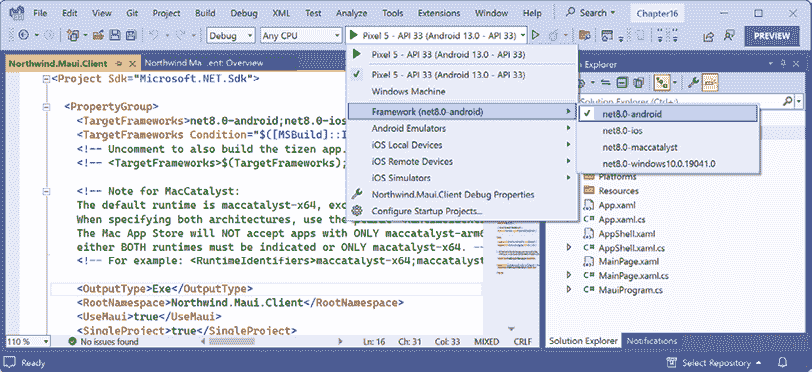 File Edit View Git Project Build Debug XML Test Analyze Tools Extensions Window Help Search Chapter16
Debug Any CPU Pixel 5 - API 33 (Android 13.0 - API 33) PREVIEW
Northwind.Maui.Client Northwind Ma ...nt: Overview Explorer
Pixel 5 - API 33 (Android 13.0 - API 33)
Pixel 5 - API 33 (Android 13.0 - API 33)
Windows Machine
Framework (net8.0-android)
Android Emulators
iOS Local Devices
iOS Remote Devices
iOS Simulators
Northwind.Maui.Client Debug Properties
Configure Startup Projects...
net8.0-android
net8.0-ios
net8.0-maccatalyst
net8.0-windows10.0.19041.0
<Project Sdk="Microsoft.NET.Sdk">
<PropertyGroup>
<TargetFrameworks>net8.0-android;net8.0-ios
<TargetFrameworks Condition="$([MSBuild]::I
<!-- Uncomment to also build the tizen app.
<!-- <TargetFrameworks>$(TargetFrameworks);
<!-- Note for MacCatalyst:
The default runtime is maccatalyst-x64, exc
When specifying both architectures, use the
The Mac App Store will NOT accept apps with ONLY maccatalyst-arm6
either BOTH runtimes must be indicated or ONLY maccatalyst-x64. --
<!-- For example: <RuntimeIdentifiers>maccatalyst-x64;maccatalyst
<OutputType>Exe</OutputType>
<RootNamespace>Northwind.Maui.Client</RootNamespace>
<UseMaui>true</UseMaui>
<SingleProject>true</SingleProject>
Solution Explorer (Ctrl+;)
Platforms
Resources
App.xaml
App.xaml.cs
AppShell.xaml
AppShell.xaml.cs
MainPage.xaml
MainPage.xaml.cs
MauiProgram.cs
110 % No issues found Ln: 16 Ch: 31 Col: 33 MIXED CRLF
Solution Explorer Notifications
Ready Select Repository